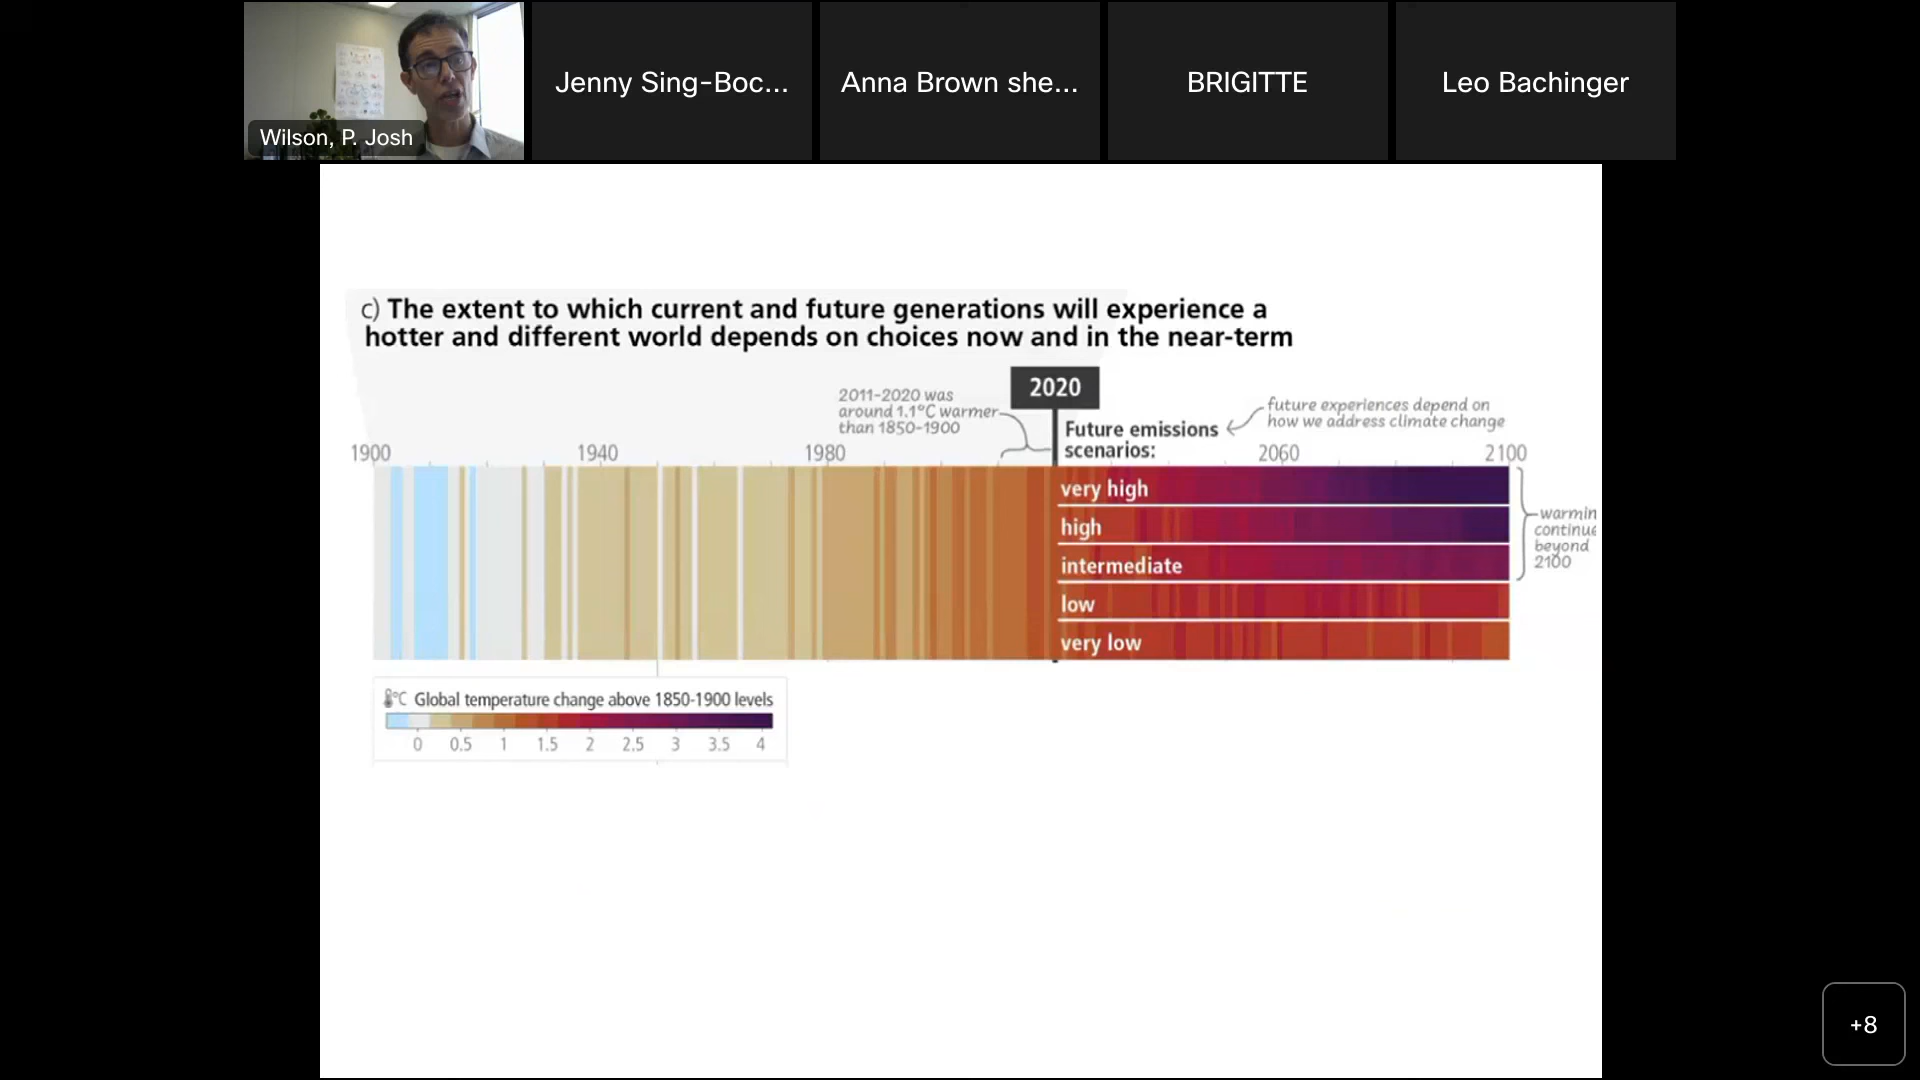 Wilson, P. Josh
Jenny Sing-Boc...
Anna Brown she...
BRIGITTE
Leo Bachinger
c) The extent to which current and future generations will experience a
hotter and different world depends on choices now and in the near-term
2011-2020 was
around 1.1°C warmer
than 1850-1900
2020
Future emissions
scenarios:
future experiences depend on
how we address climate change
1900
1940
1980
2060
2100
very high
high
intermediate
low
very low
warmin
continue
beyond
2100
°C Global temperature change above 1850-1900 levels
0 0.5 1 1.5 2 2.5 3 3.5 4
+8